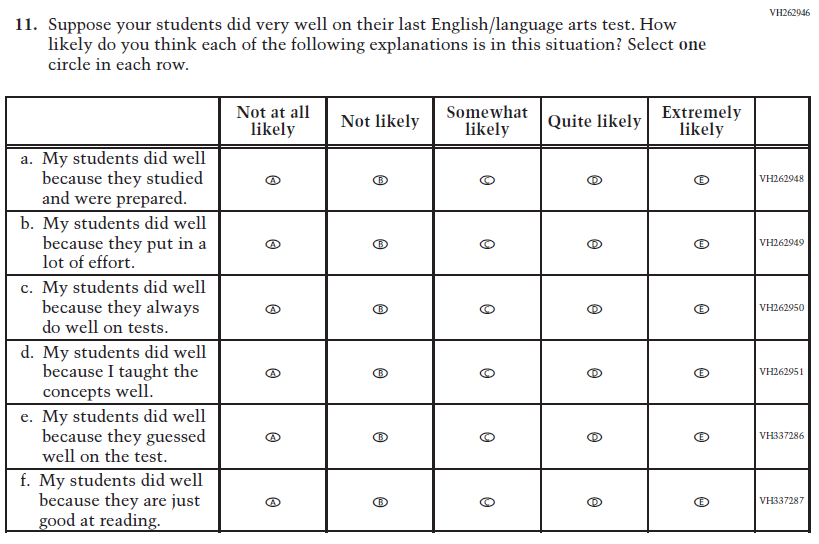 VH262946
11. Suppose your students did very well on their last English/language arts test. How
likely do you think each of the following explanations is in this situation? Select one
circle in each row.
Not at all likely Not likely Somewhat likely Quite likely Extremely likely
a. My students did well
because they studied
and were prepared.
A B C D E VH262948
b. My students did well
because they put in a
lot of effort.
A B C D E VH262949
c. My students did well
because they always
do well on tests.
A B C D E VH262950
d. My students did well
because I taught the
concepts well.
A B C D E VH262951
e. My students did well
because they guessed
well on the test.
A B C D E VH337286
f. My students did well
because they are just
good at reading.
A B C D E VH337287